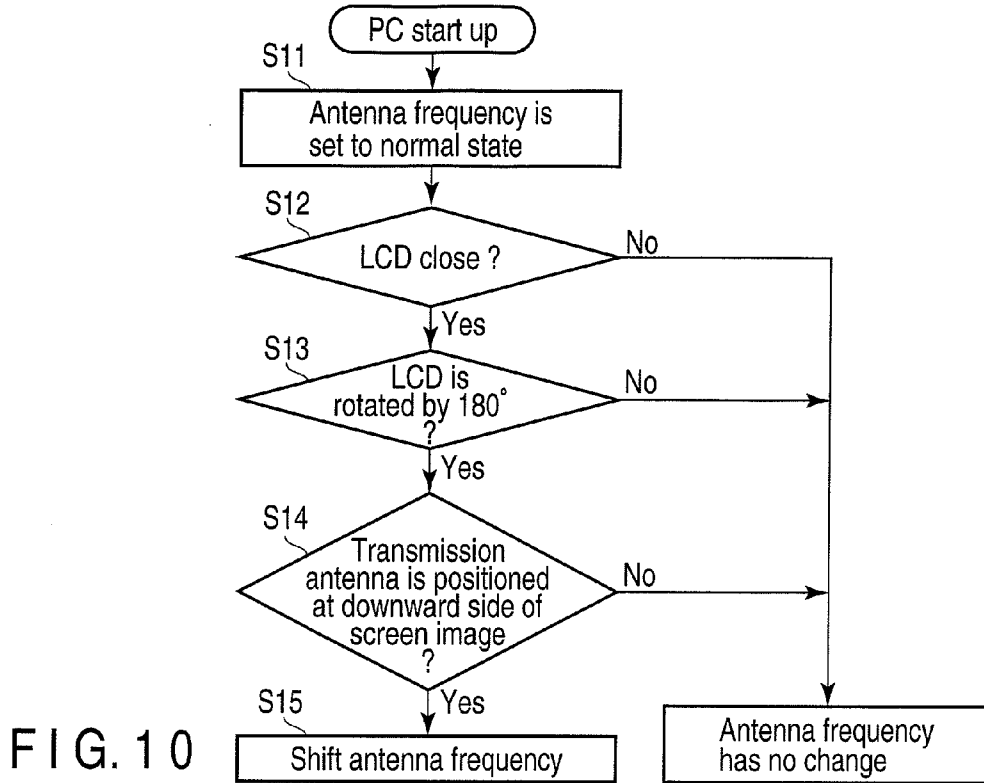 PC start up
S11
Antenna frequency is
set to normal state
S12
LCD close ?
No
Yes
S13
LCD is
rotated by 180°
?
No
Yes
S14
Transmission
antenna is positioned
at downward side of
screen image
?
No
Yes
S15
Shift antenna frequency
Antenna frequency
has no change
FIG. 10